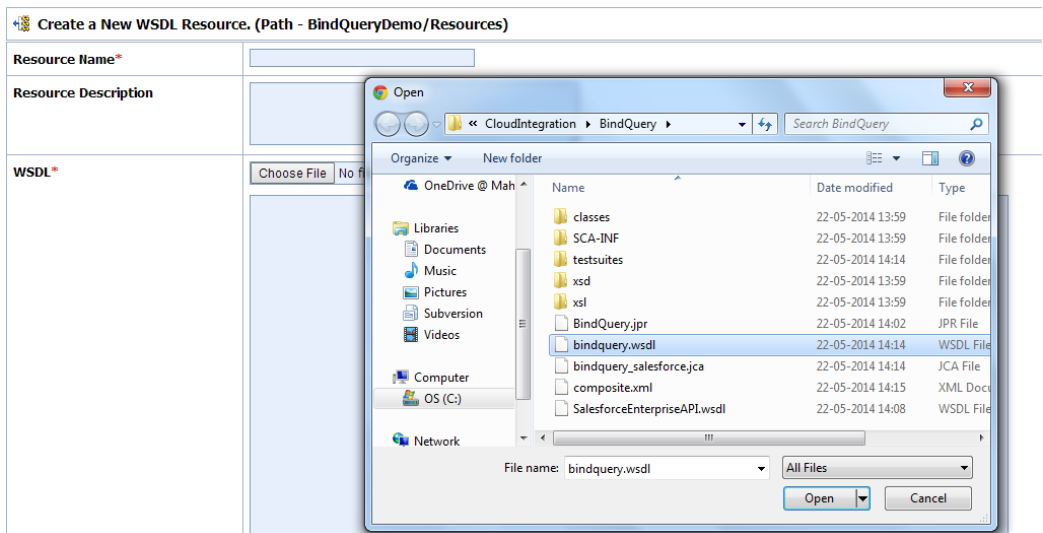 Create a New WSDL Resource. (Path - BindQueryDemo/Resources)
Resource Name*
Resource Description
WSDL*
Choose File No fi
Open
« CloudIntegration BindQuery
Search BindQuery
Organize New folder
OneDrive @ Mah
Libraries
Documents
Music
Pictures
Subversion
Videos
Computer
OS (C:)
Network
Name Date modified Type
classes 22-05-2014 13:59 File folder
SCA-INF 22-05-2014 13:59 File folder
testsuites 22-05-2014 14:14 File folder
xsd 22-05-2014 13:59 File folder
xsl 22-05-2014 13:59 File folder
BindQuery.jpr 22-05-2014 14:02 JPR File
bindquery.wsdl 22-05-2014 14:14 WSDL File
bindquery_salesforce.jca 22-05-2014 14:14 JCA File
composite.xml 22-05-2014 14:15 XML Docu
SalesforceEnterpriseAPI.wsdl 22-05-2014 14:08 WSDL File
File name: bindquery.wsdl All Files
Open Cancel